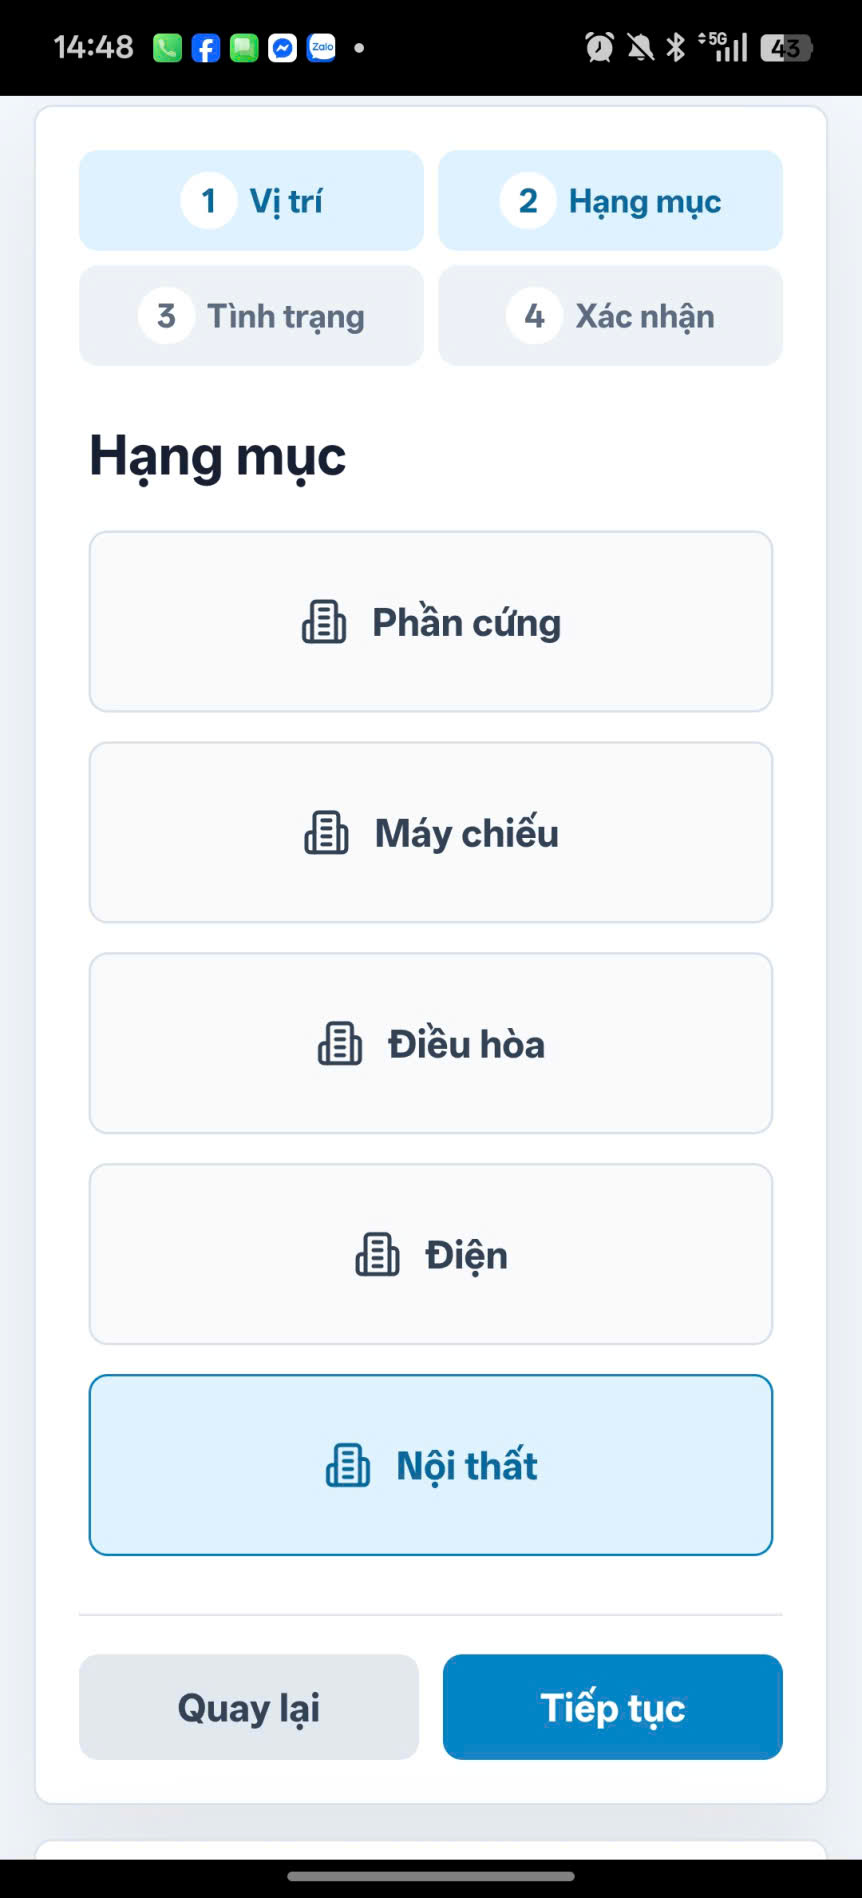 14:48 Zalo 5G 43
1 Vị trí
2 Hạng mục
3 Tình trạng
4 Xác nhận
Hạng mục
Phần cứng
Máy chiếu
Điều hòa
Điện
Nội thất
Quay lại
Tiếp tục